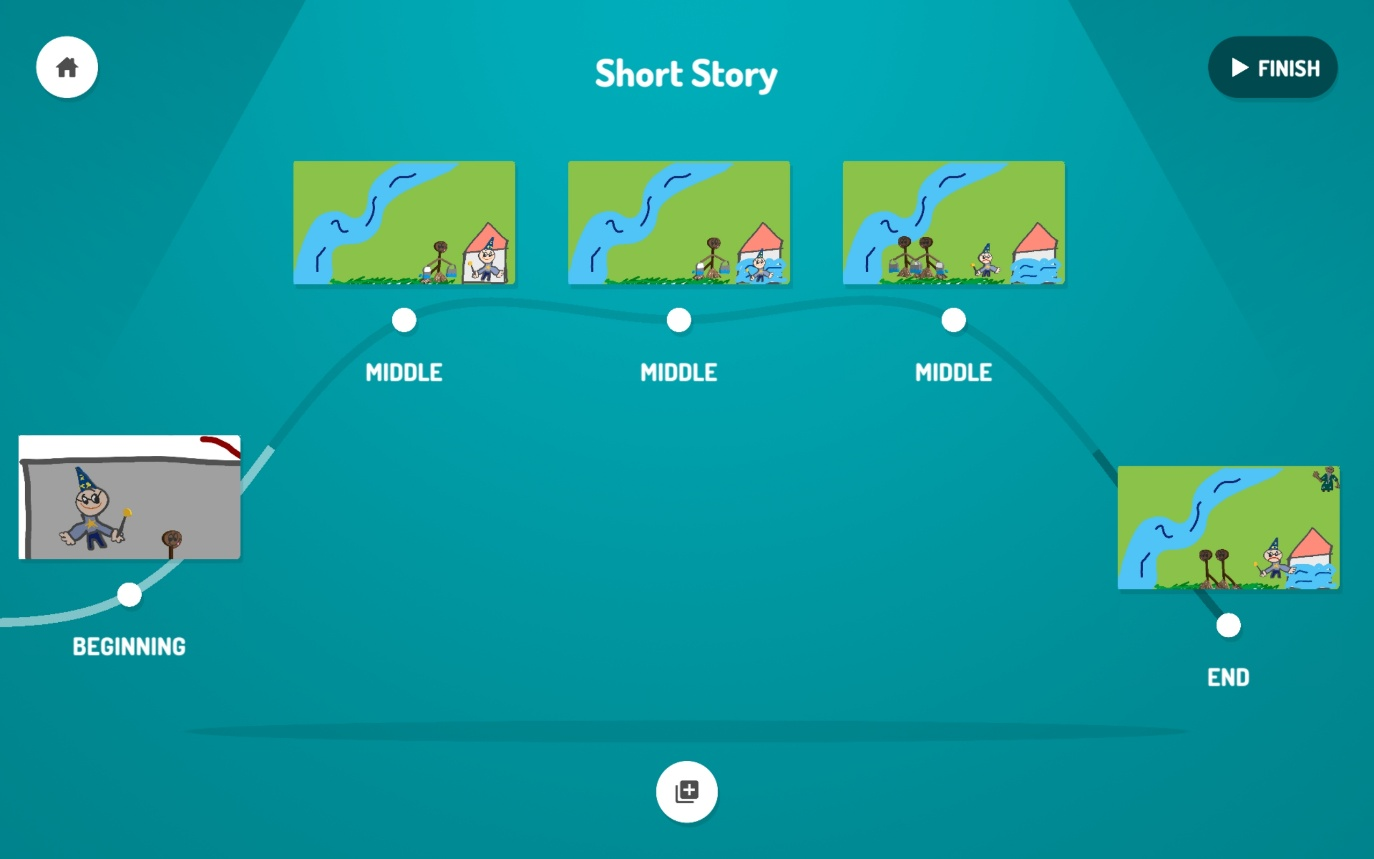 Short Story
FINISH
MIDDLE
MIDDLE
MIDDLE
BEGINNING
END